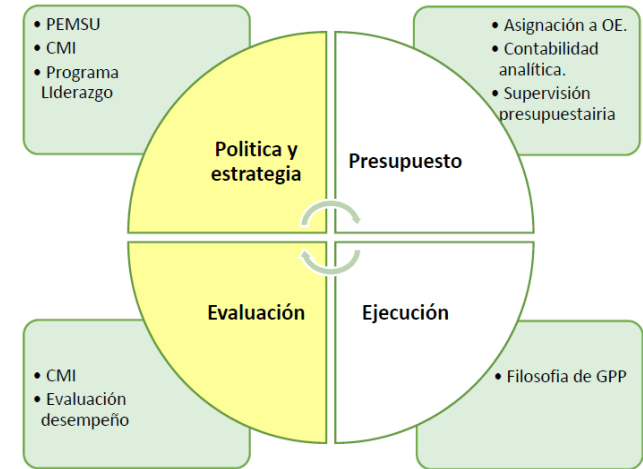 • PEMSU
• CMI
• Programa
LIderazgo
• Asignación a OE.
• Contabilidad
analítica.
• Supervisión
presupuestairia
Politica y
estrategia
Presupuesto
Evaluación
Ejecución
• CMI
• Evaluación
desempeño
• Filosofia de GPP